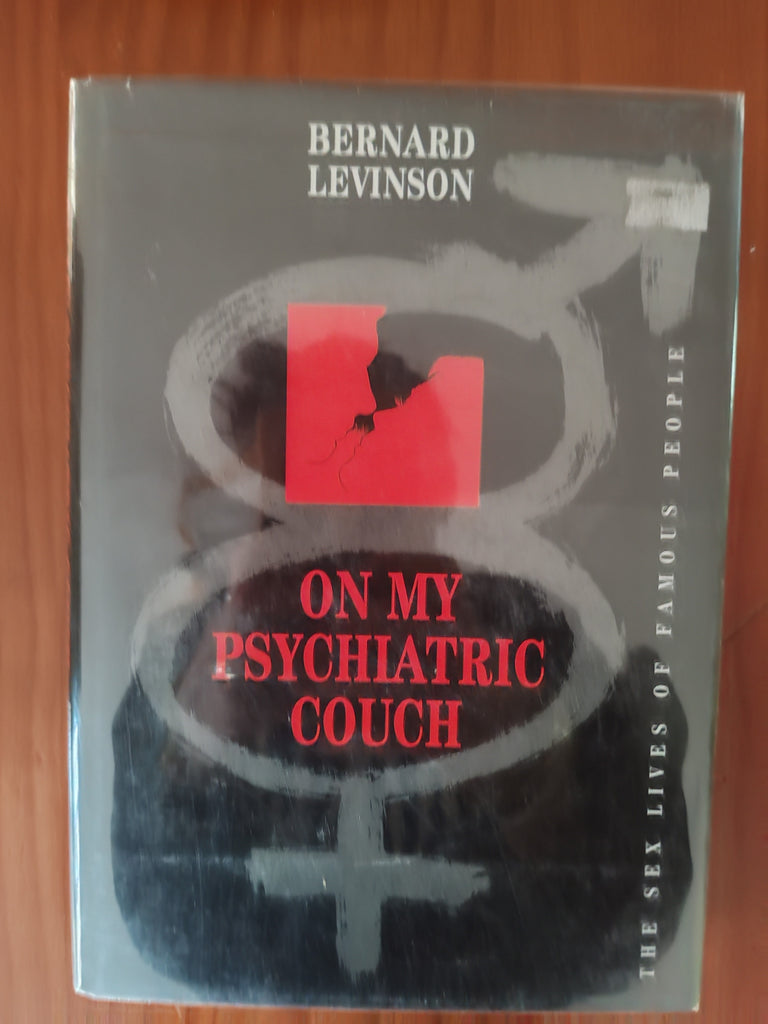 BERNARD
LEVINSON
ON MY
PSYCHIATRIC
COUCH
THE SEX LIVES OF FAMOUS PEOPLE